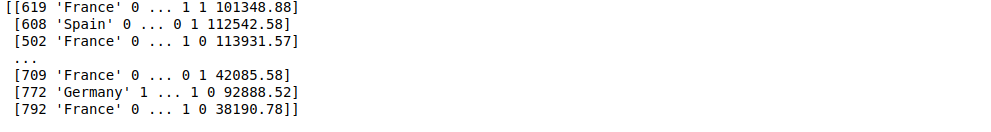 [[619 'France' 0 ... 1 1 101348.88]
 [608 'Spain' 0 ... 0 1 112542.58]
 [502 'France' 0 ... 1 0 113931.57]
 ...
 [709 'France' 0 ... 0 1 42085.58]
 [772 'Germany' 1 ... 1 0 92888.52]
 [792 'France' 0 ... 1 0 38190.78]]